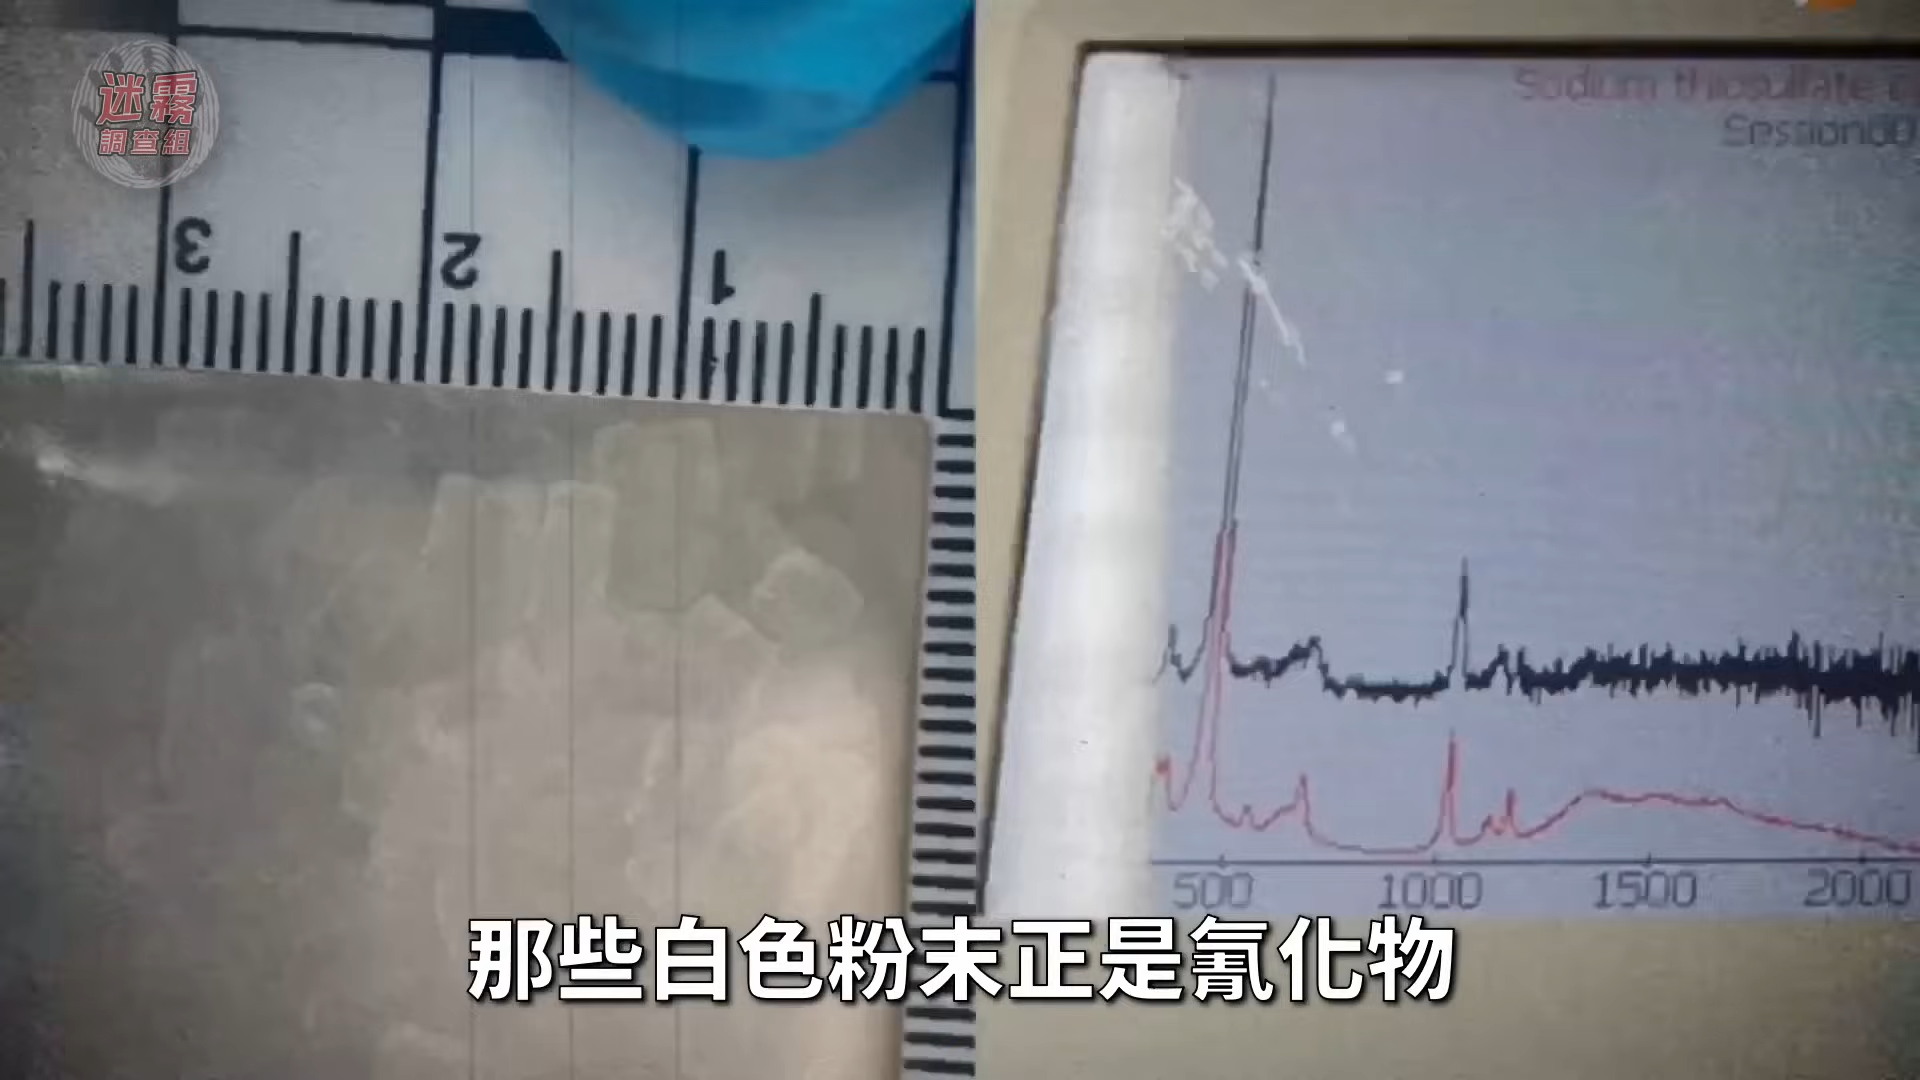 迷霧
調查組
3 2 1
Sodium thiosulfate
500 1000 1500 2000
那些白色粉末正是氰化物